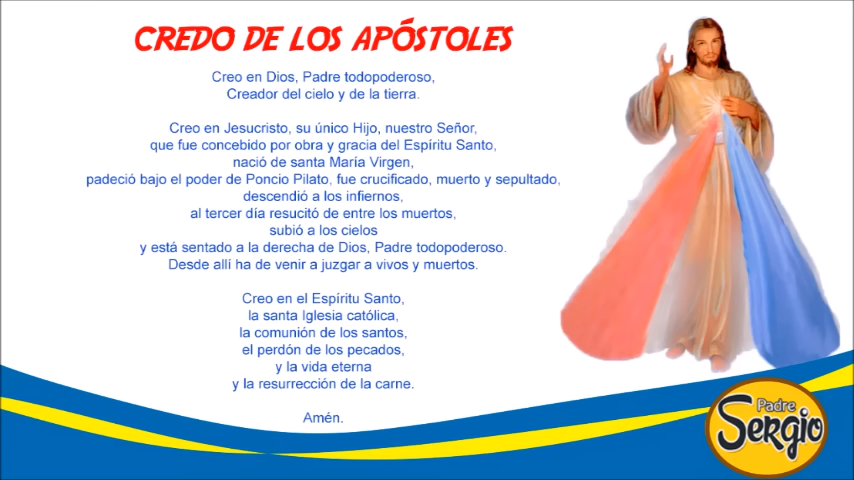 CREDO DE LOS APÓSTOLES
Creo en Dios, Padre todopoderoso,
Creador del cielo y de la tierra.
Creo en Jesucristo, su único Hijo, nuestro Señor,
que fue concebido por obra y gracia del Espíritu Santo,
nació de santa María Virgen,
padeció bajo el poder de Poncio Pilato, fue crucificado, muerto y sepultado,
descendió a los infiernos,
al tercer día resucitó de entre los muertos,
subió a los cielos
y está sentado a la derecha de Dios, Padre todopoderoso.
Desde allí ha de venir a juzgar a vivos y muertos.
Creo en el Espíritu Santo,
la santa Iglesia católica,
la comunión de los santos,
el perdón de los pecados,
y la vida eterna
y la resurrección de la carne.
Amén.
Padre
Sergio